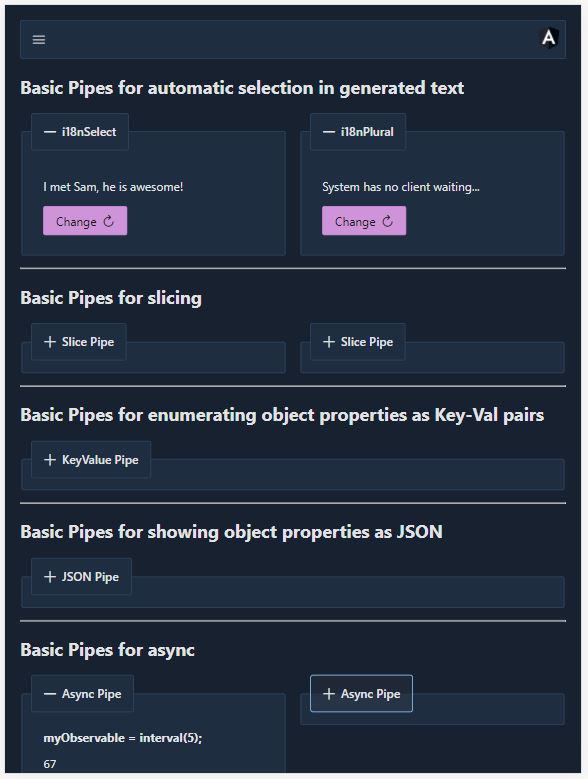 A
Basic Pipes for automatic selection in generated text
i18nSelect
I met Sam, he is awesome!
Change
i18nPlural
System has no client waiting...
Change
Basic Pipes for slicing
Slice Pipe
Slice Pipe
Basic Pipes for enumerating object properties as Key-Val pairs
KeyValue Pipe
Basic Pipes for showing object properties as JSON
JSON Pipe
Basic Pipes for async
Async Pipe
myObservable = interval(5);
67
Async Pipe